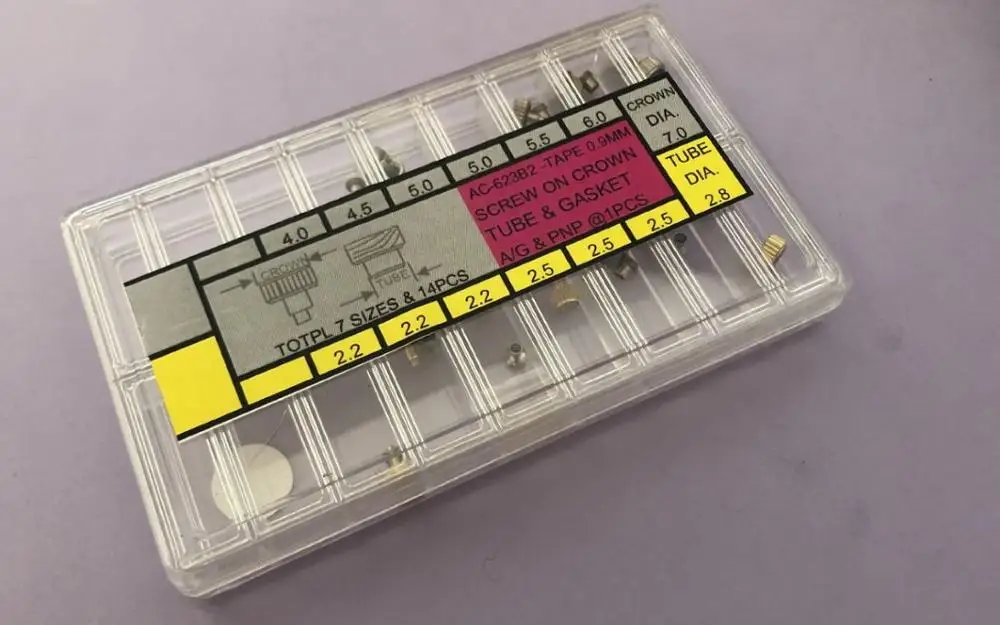 CROWN
DIA.
4.0 4.5 5.0 5.0 5.5 6.0 7.0
AC-623B2 -TAPE 0.9MM
SCREW ON CROWN
TUBE & GASKET
A/G & PNP @1PCS
CROWN
TUBE
TOTPL 7 SIZES & 14PCS
TUBE
DIA.
2.2 2.2 2.2 2.5 2.5 2.5 2.8